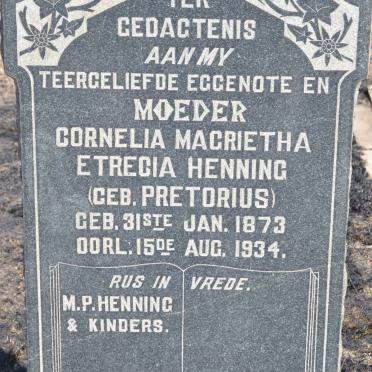 TER
GEDACTENIS
AAN MY
TEERGELIEFDE EGGENOTE EN
MOEDER
CORNELIA MAGRIETHA
ETRECIA HENNING
(GEB. PRETORIUS)
GEB. 31STE JAN. 1873
OORL. 15DE AUG. 1934.
RUS IN VREDE.
M.P. HENNING
& KINDERS.